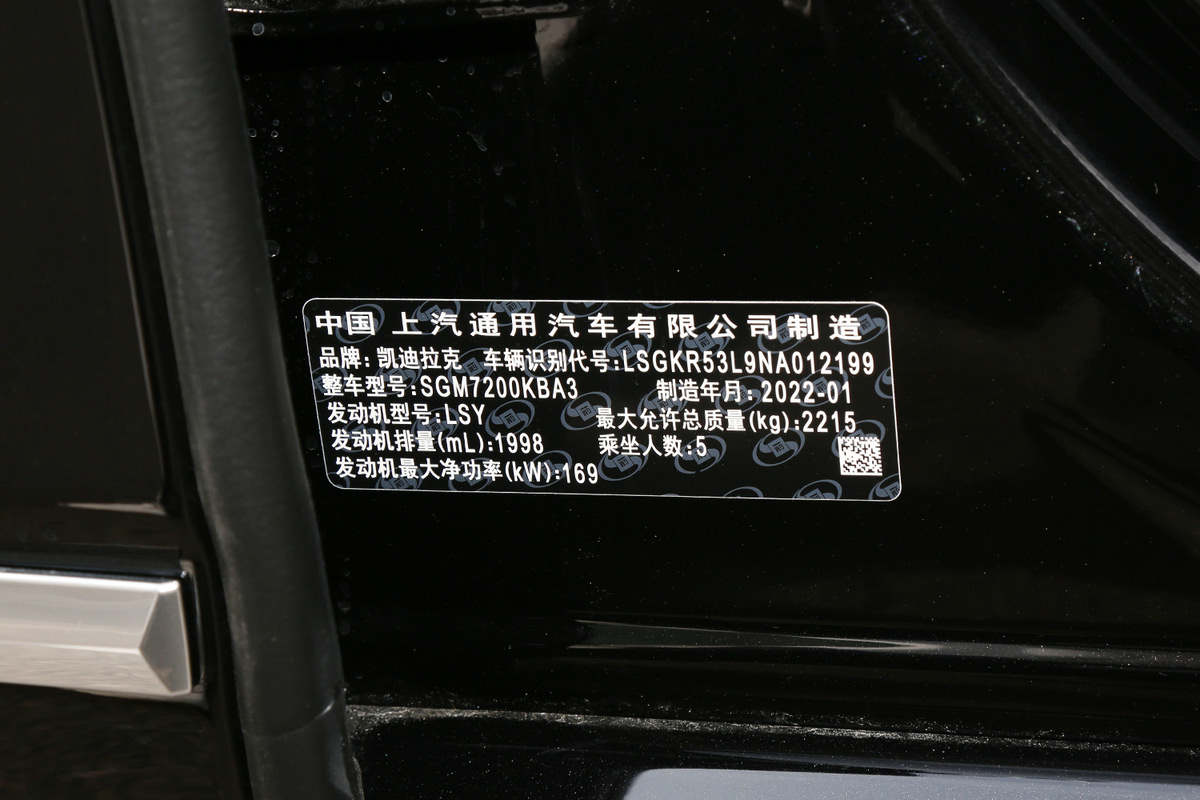 中国 上汽通用汽车有限公司制造
品牌:凯迪拉克 车辆识别代号:LSGKR53L9NA012199
整车型号:SGM7200KBA3 制造年月:2022-01
发动机型号:LSY 最大允许总质量(kg):2215
发动机排量(mL):1998 乘坐人数:5
发动机最大净功率(kW):169